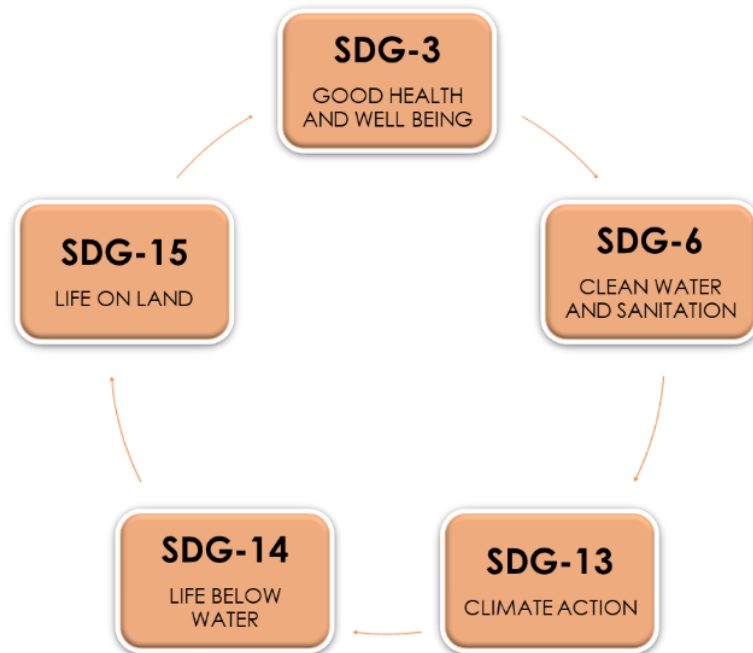 SDG-3
GOOD HEALTH
AND WELL BEING
SDG-6
CLEAN WATER
AND SANITATION
SDG-13
CLIMATE ACTION
SDG-14
LIFE BELOW
WATER
SDG-15
LIFE ON LAND